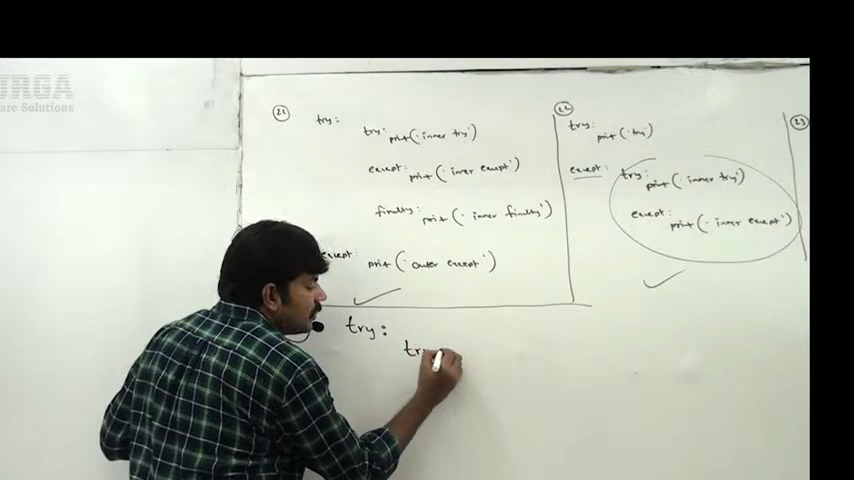 URGA
are Solutions
21
try:
try: print('inner try')
except: print('inner except')
finally: print('inner finally')
except: print('outer except')
22
try: print('try')
except: try: print('inner try')
except: print('inner except')
23
try: